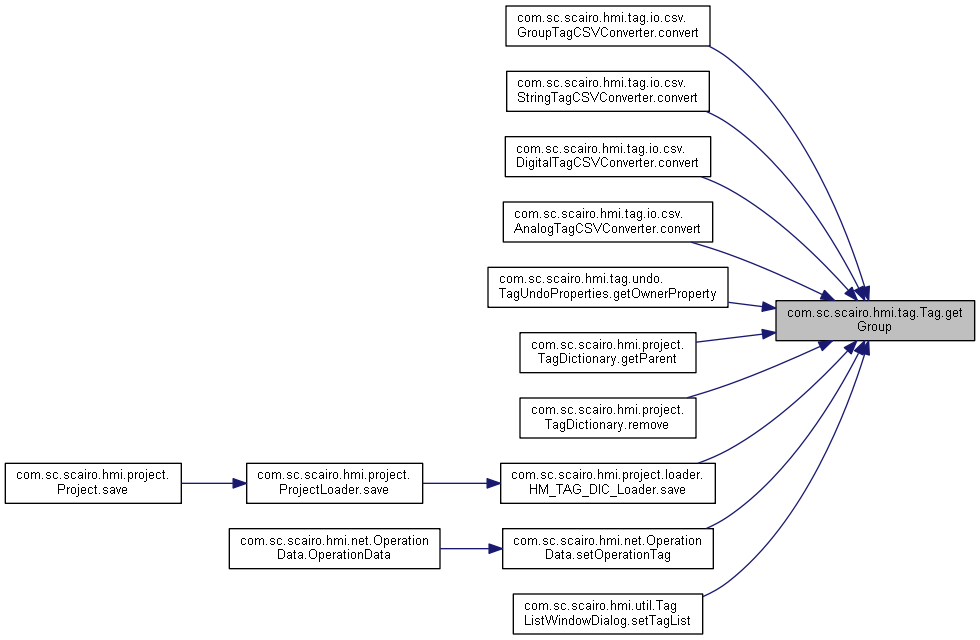 com.sc.scairo.hmi.tag.io.csv.
GroupTagCSVConverter.convert
com.sc.scairo.hmi.tag.io.csv.
StringTagCSVConverter.convert
com.sc.scairo.hmi.tag.io.csv.
DigitalTagCSVConverter.convert
com.sc.scairo.hmi.tag.io.csv.
AnalogTagCSVConverter.convert
com.sc.scairo.hmi.tag.undo.
TagUndoProperties.getOwnerProperty
com.sc.scairo.hmi.tag.Tag.get
Group
com.sc.scairo.hmi.project.
TagDictionary.getParent
com.sc.scairo.hmi.project.
TagDictionary.remove
com.sc.scairo.hmi.project.
Project.save
com.sc.scairo.hmi.project.
ProjectLoader.save
com.sc.scairo.hmi.project.loader.
HM_TAG_DIC_Loader.save
com.sc.scairo.hmi.net.Operation
Data.OperationData
com.sc.scairo.hmi.net.Operation
Data.setOperationTag
com.sc.scairo.hmi.util.Tag
ListWindowDialog.setTagList